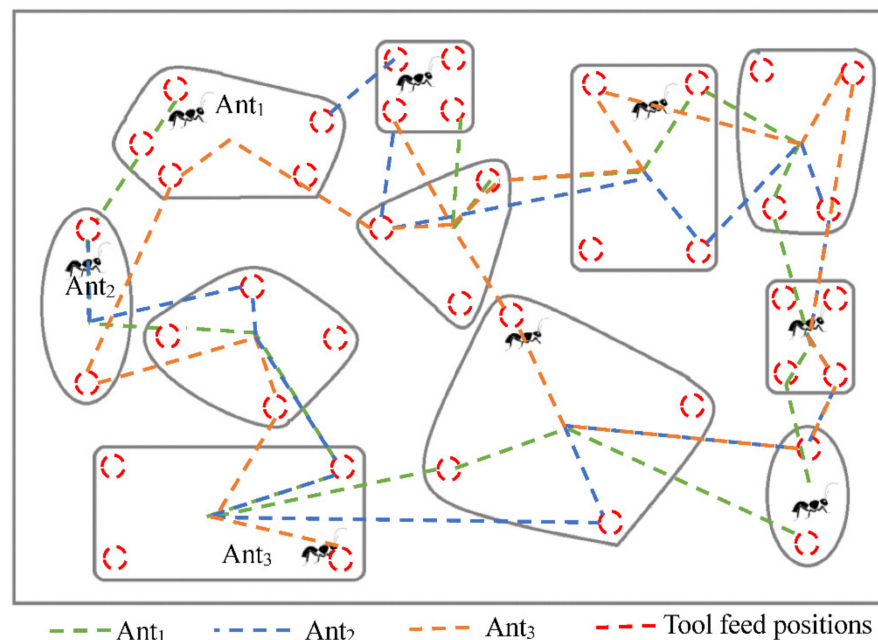 Ant₁
Ant₂
Ant₃
Ant₁ Ant₂ Ant₃ Tool feed positions